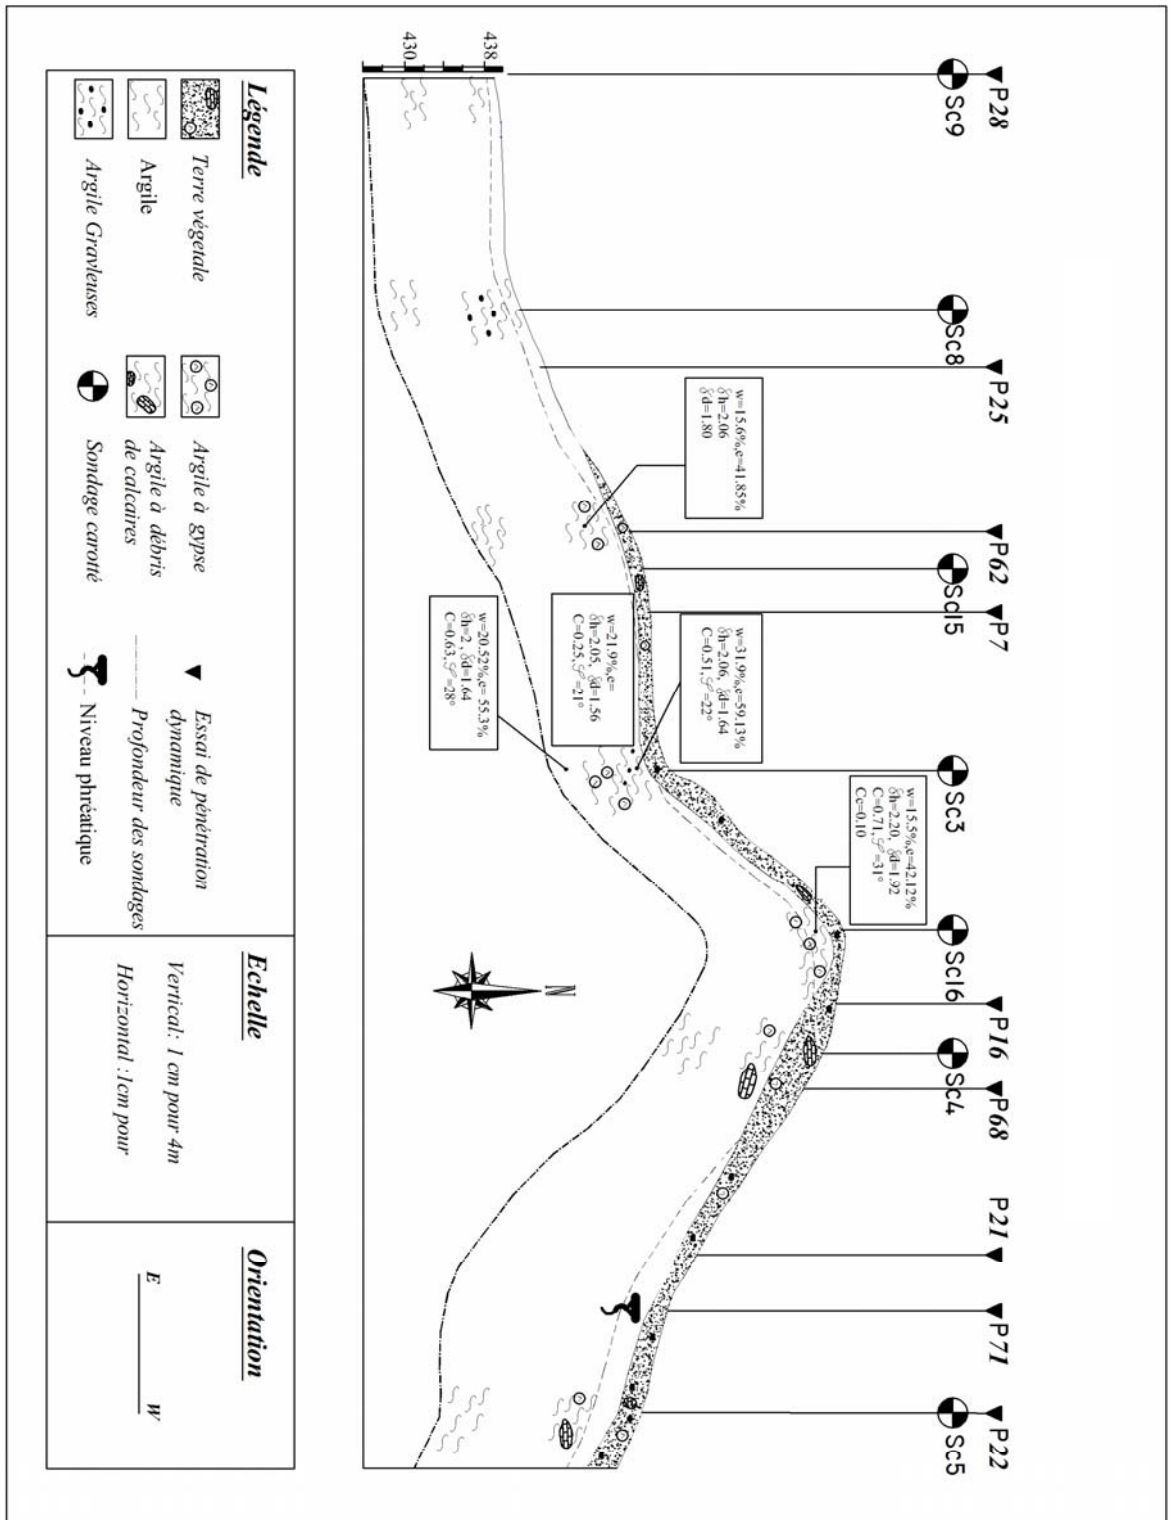 P28
Sc9
Sc8
P25
P62
Sc15
P7
Sc3
Sc16
P16
Sc4
P68
P21
P71
P22
Sc5
438
430
w=15.6%,e=41.85%
δh=2.06
δd=1.80
w=21.9%,e=
δh=2.05, δd=1.56
C=0.25, 𝒮=21°
w=20.52%,e= 55.3%
δh=2 , δd=1.64
C=0.63, 𝒮=28°
w=31.9%,e=59.13%
δh=2.06, δd=1.64
C=0.51, 𝒮=22°
w=15.5%,e=42.12%
δh=2.20, δd=1.92
C=0.71, 𝒮=31°
Cc=0.10
N
Légende
Terre végetale
Argile
Argile Gravleuses
Argile à gypse
Argile à débris
de calcaires
Sondage carotté
Essai de pénétration
dynamique
Profondeur des sondages
Niveau phréatique
Echelle
Vertical: 1 cm pour 4m
Horizontal :1cm pour
Orientation
E W